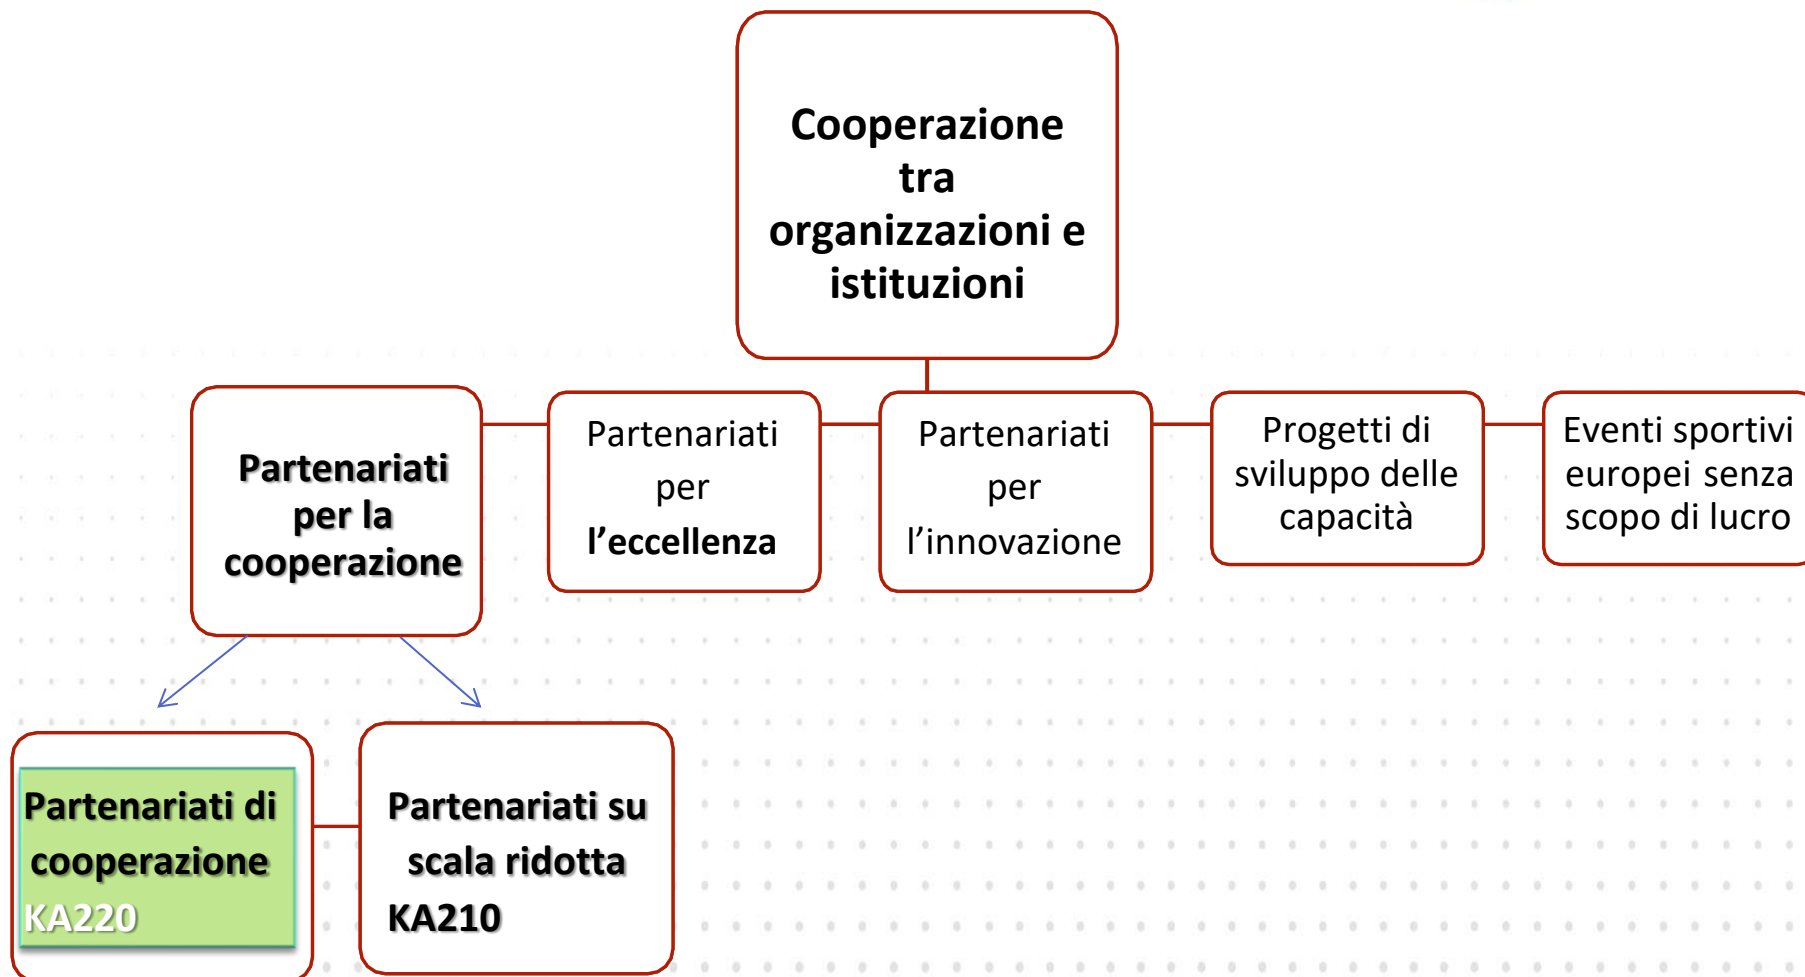 Cooperazione
tra
organizzazioni e
istituzioni
Partenariati
per la
cooperazione
Partenariati
per
l’eccellenza
Partenariati
per
l’innovazione
Progetti di
sviluppo delle
capacità
Eventi sportivi
europei senza
scopo di lucro
Partenariati di
cooperazione
KA220
Partenariati su
scala ridotta
KA210